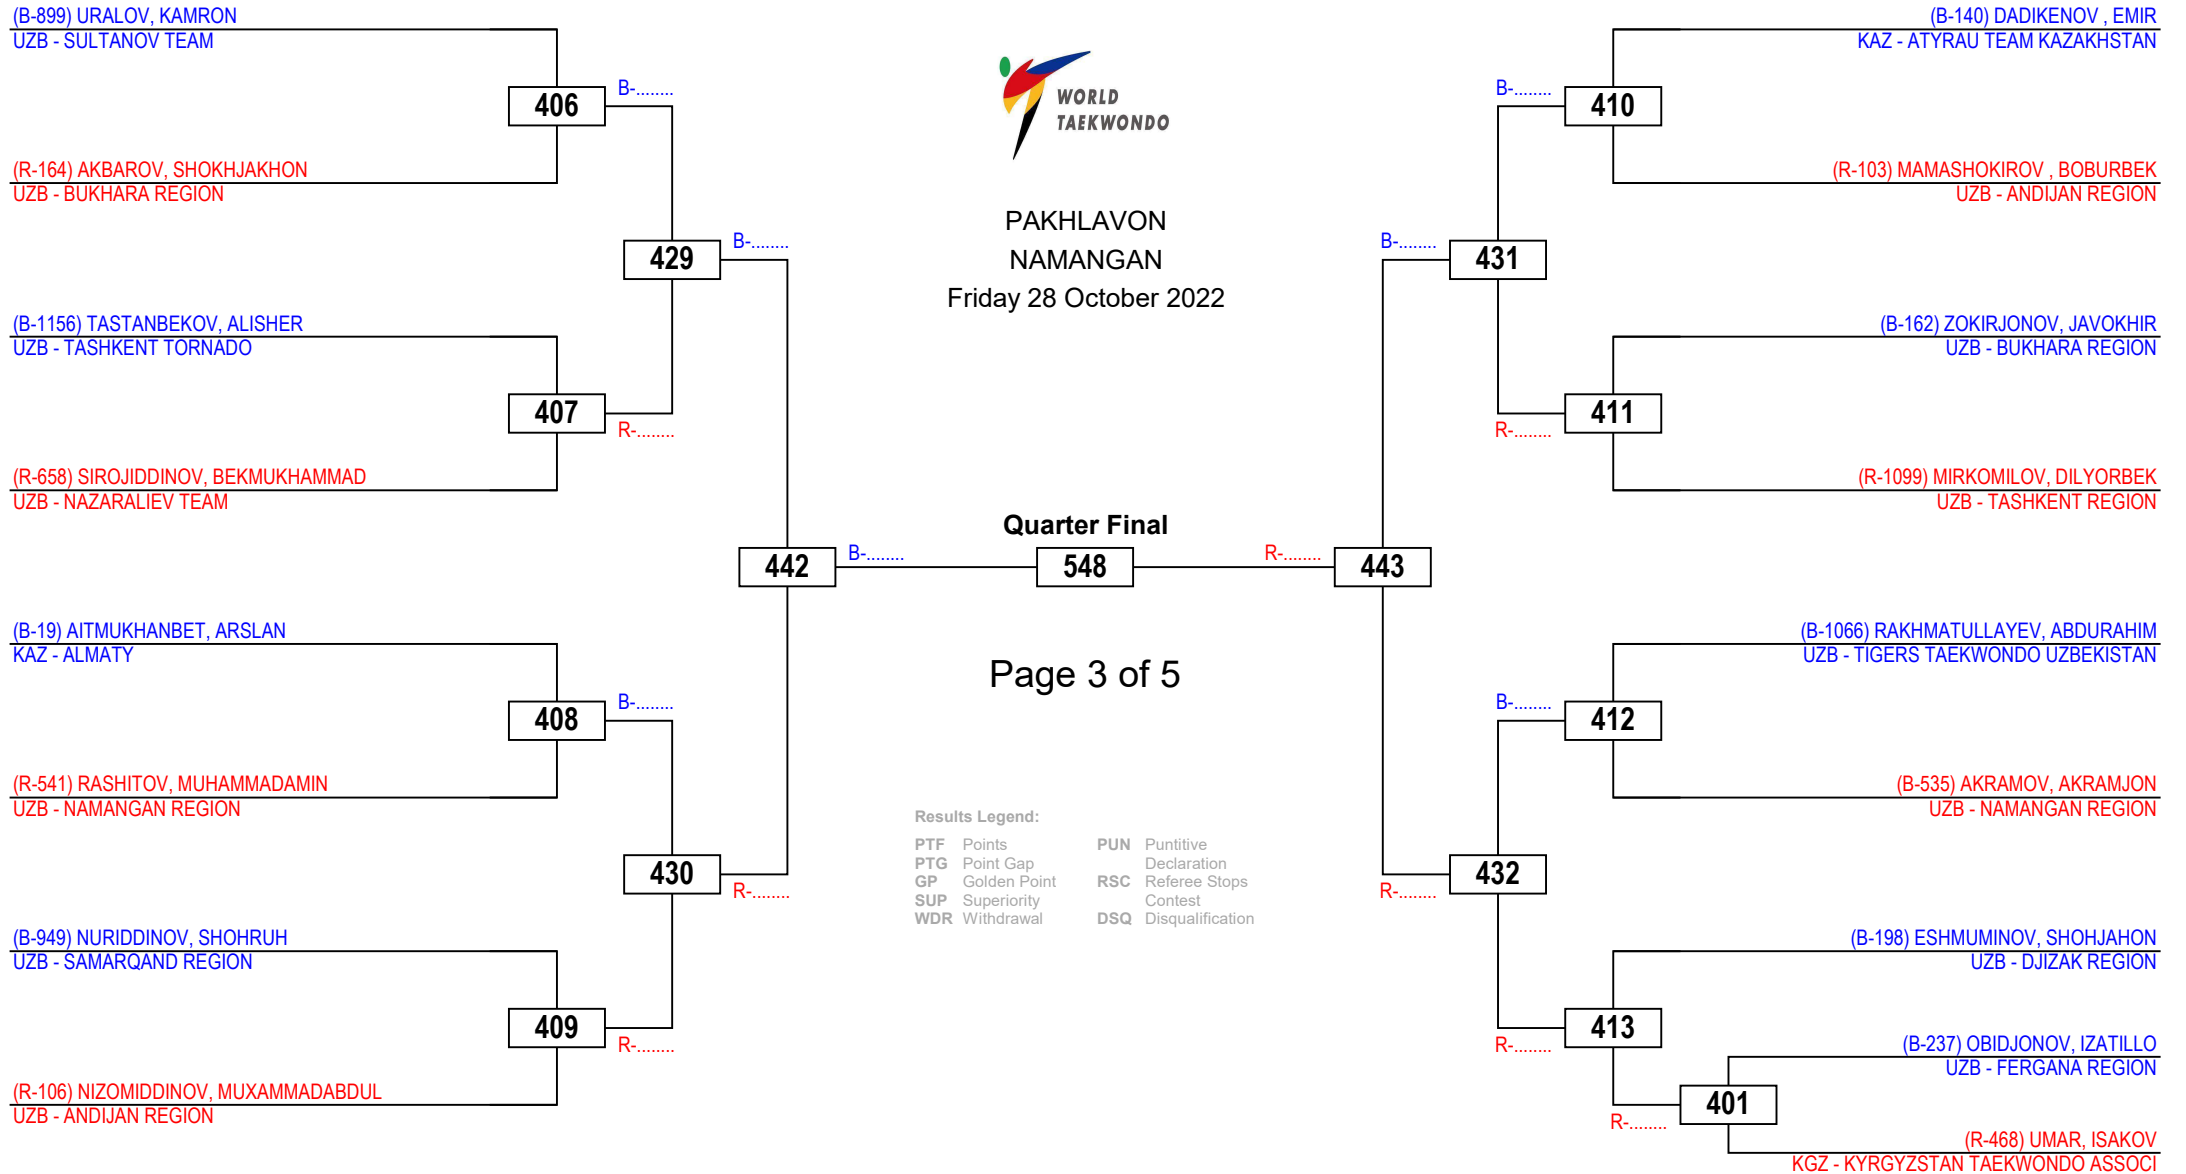 (B-899) URALOV, KAMRON
UZB - SULTANOV TEAM
406
B-........
(R-164) AKBAROV, SHOKHJAKHON
UZB - BUKHARA REGION
429
B-........
(B-1156) TASTANBEKOV, ALISHER
UZB - TASHKENT TORNADO
407
R-........
(R-658) SIROJIDDINOV, BEKMUKHAMMAD
UZB - NAZARALIEV TEAM
442
B-........
(B-19) AITMUKHANBET, ARSLAN
KAZ - ALMATY
408
B-........
(R-541) RASHITOV, MUHAMMADAMIN
UZB - NAMANGAN REGION
430
R-........
(B-949) NURIDDINOV, SHOHRUH
UZB - SAMARQAND REGION
409
R-........
(R-106) NIZOMIDDINOV, MUXAMMADABDUL
UZB - ANDIJAN REGION
WORLD
TAEKWONDO
PAKHLAVON
NAMANGAN
Friday 28 October 2022
Quarter Final
548
Page 3 of 5
Results Legend:
PTF Points
PTG Point Gap
GP Golden Point
SUP Superiority
WDR Withdrawal
PUN Puntitive
Declaration
RSC Referee Stops
Contest
DSQ Disqualification
(B-140) DADIKENOV , EMIR
KAZ - ATYRAU TEAM KAZAKHSTAN
B-........
410
(R-103) MAMASHOKIROV , BOBURBEK
UZB - ANDIJAN REGION
B-........
431
(B-162) ZOKIRJONOV, JAVOKHIR
UZB - BUKHARA REGION
411
R-........
(R-1099) MIRKOMILOV, DILYORBEK
UZB - TASHKENT REGION
R-........
443
(B-1066) RAKHMATULLAYEV, ABDURAHIM
UZB - TIGERS TAEKWONDO UZBEKISTAN
B-........
412
(B-535) AKRAMOV, AKRAMJON
UZB - NAMANGAN REGION
432
R-........
(B-198) ESHMUMINOV, SHOHJAHON
UZB - DJIZAK REGION
413
R-........
(B-237) OBIDJONOV, IZATILLO
UZB - FERGANA REGION
401
R-........
(R-468) UMAR, ISAKOV
KGZ - KYRGYZSTAN TAEKWONDO ASSOCI